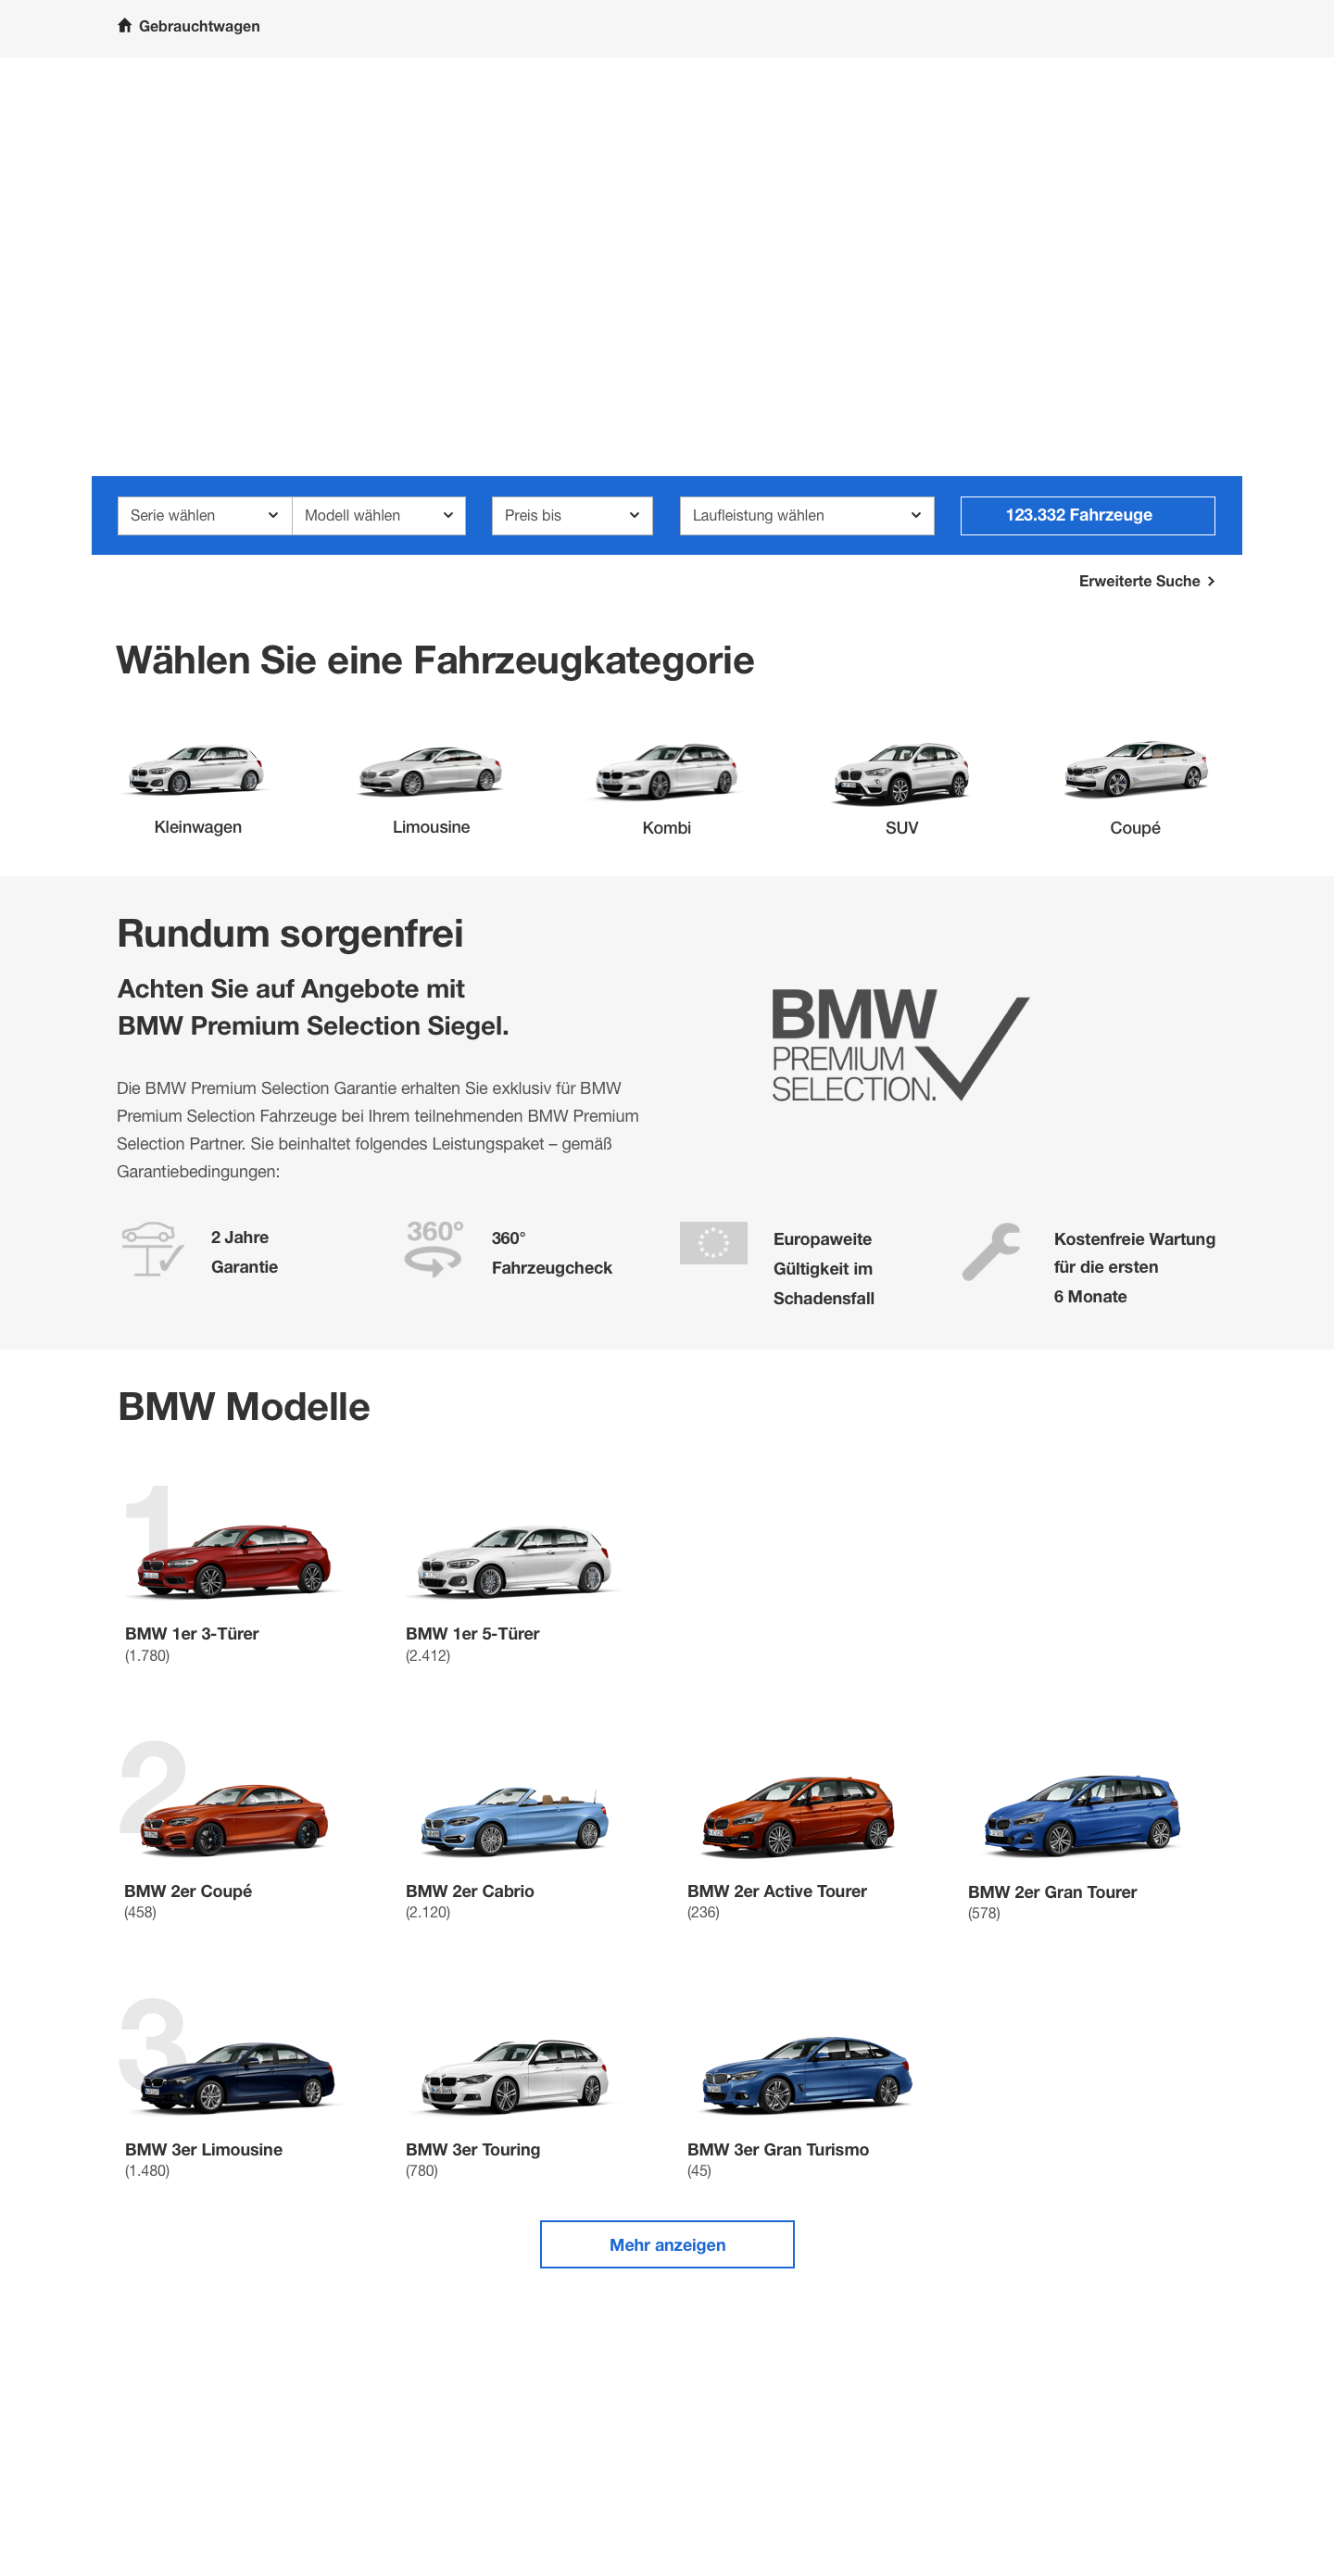 Gebrauchtwagen
Serie wählen
Modell wählen
Preis bis
Laufleistung wählen
123.332 Fahrzeuge
Erweiterte Suche
Wählen Sie eine Fahrzeugkategorie
Kleinwagen
Limousine
Kombi
SUV
Coupé
Rundum sorgenfrei
Achten Sie auf Angebote mit
BMW Premium Selection Siegel.
Die BMW Premium Selection Garantie erhalten Sie exklusiv für BMW
Premium Selection Fahrzeuge bei Ihrem teilnehmenden BMW Premium
Selection Partner. Sie beinhaltet folgendes Leistungspaket – gemäß
Garantiebedingungen:
BMW
PREMIUM
SELECTION.
2 Jahre
Garantie
360°
360°
Fahrzeugcheck
Europaweite
Gültigkeit im
Schadensfall
Kostenfreie Wartung
für die ersten
6 Monate
BMW Modelle
1
BMW 1er 3-Türer
(1.780)
BMW 1er 5-Türer
(2.412)
2
BMW 2er Coupé
(458)
BMW 2er Cabrio
(2.120)
BMW 2er Active Tourer
(236)
BMW 2er Gran Tourer
(578)
3
BMW 3er Limousine
(1.480)
BMW 3er Touring
(780)
BMW 3er Gran Turismo
(45)
Mehr anzeigen